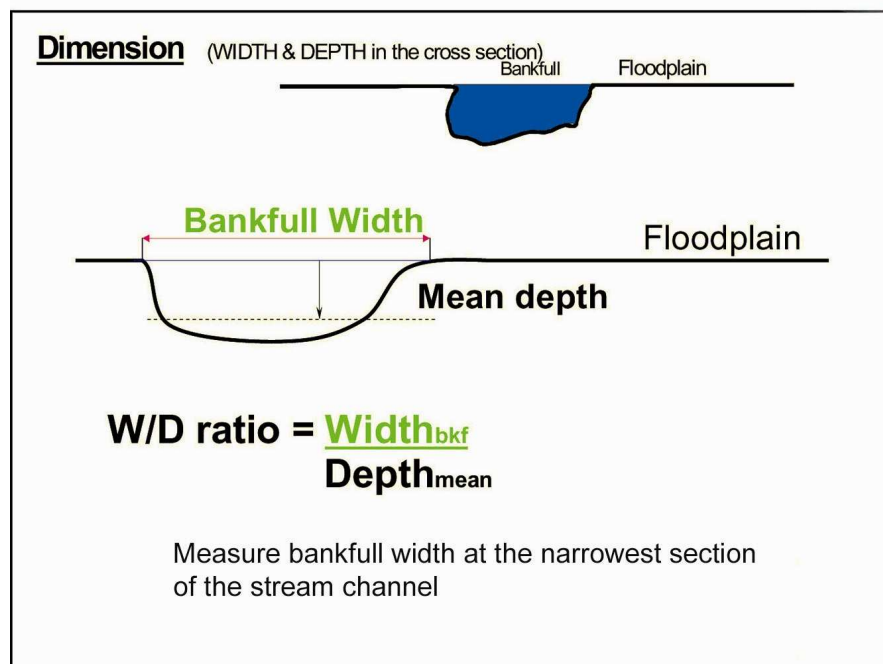 Dimension (WIDTH & DEPTH in the cross section)
Bankfull Floodplain
Bankfull Width
Floodplain
Mean depth
W/D ratio = Widthbkf
Depthmean
Measure bankfull width at the narrowest section
of the stream channel